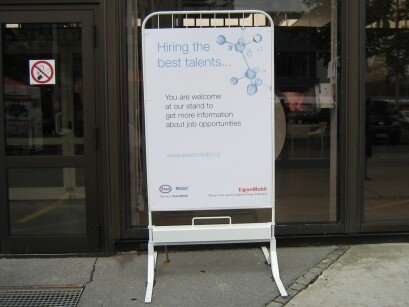 Hiring the
best talents...
You are welcome
at our stand to
get more information
about job opportunities
www.exxonmobil.cz
Esso Mobil
ExxonMobil